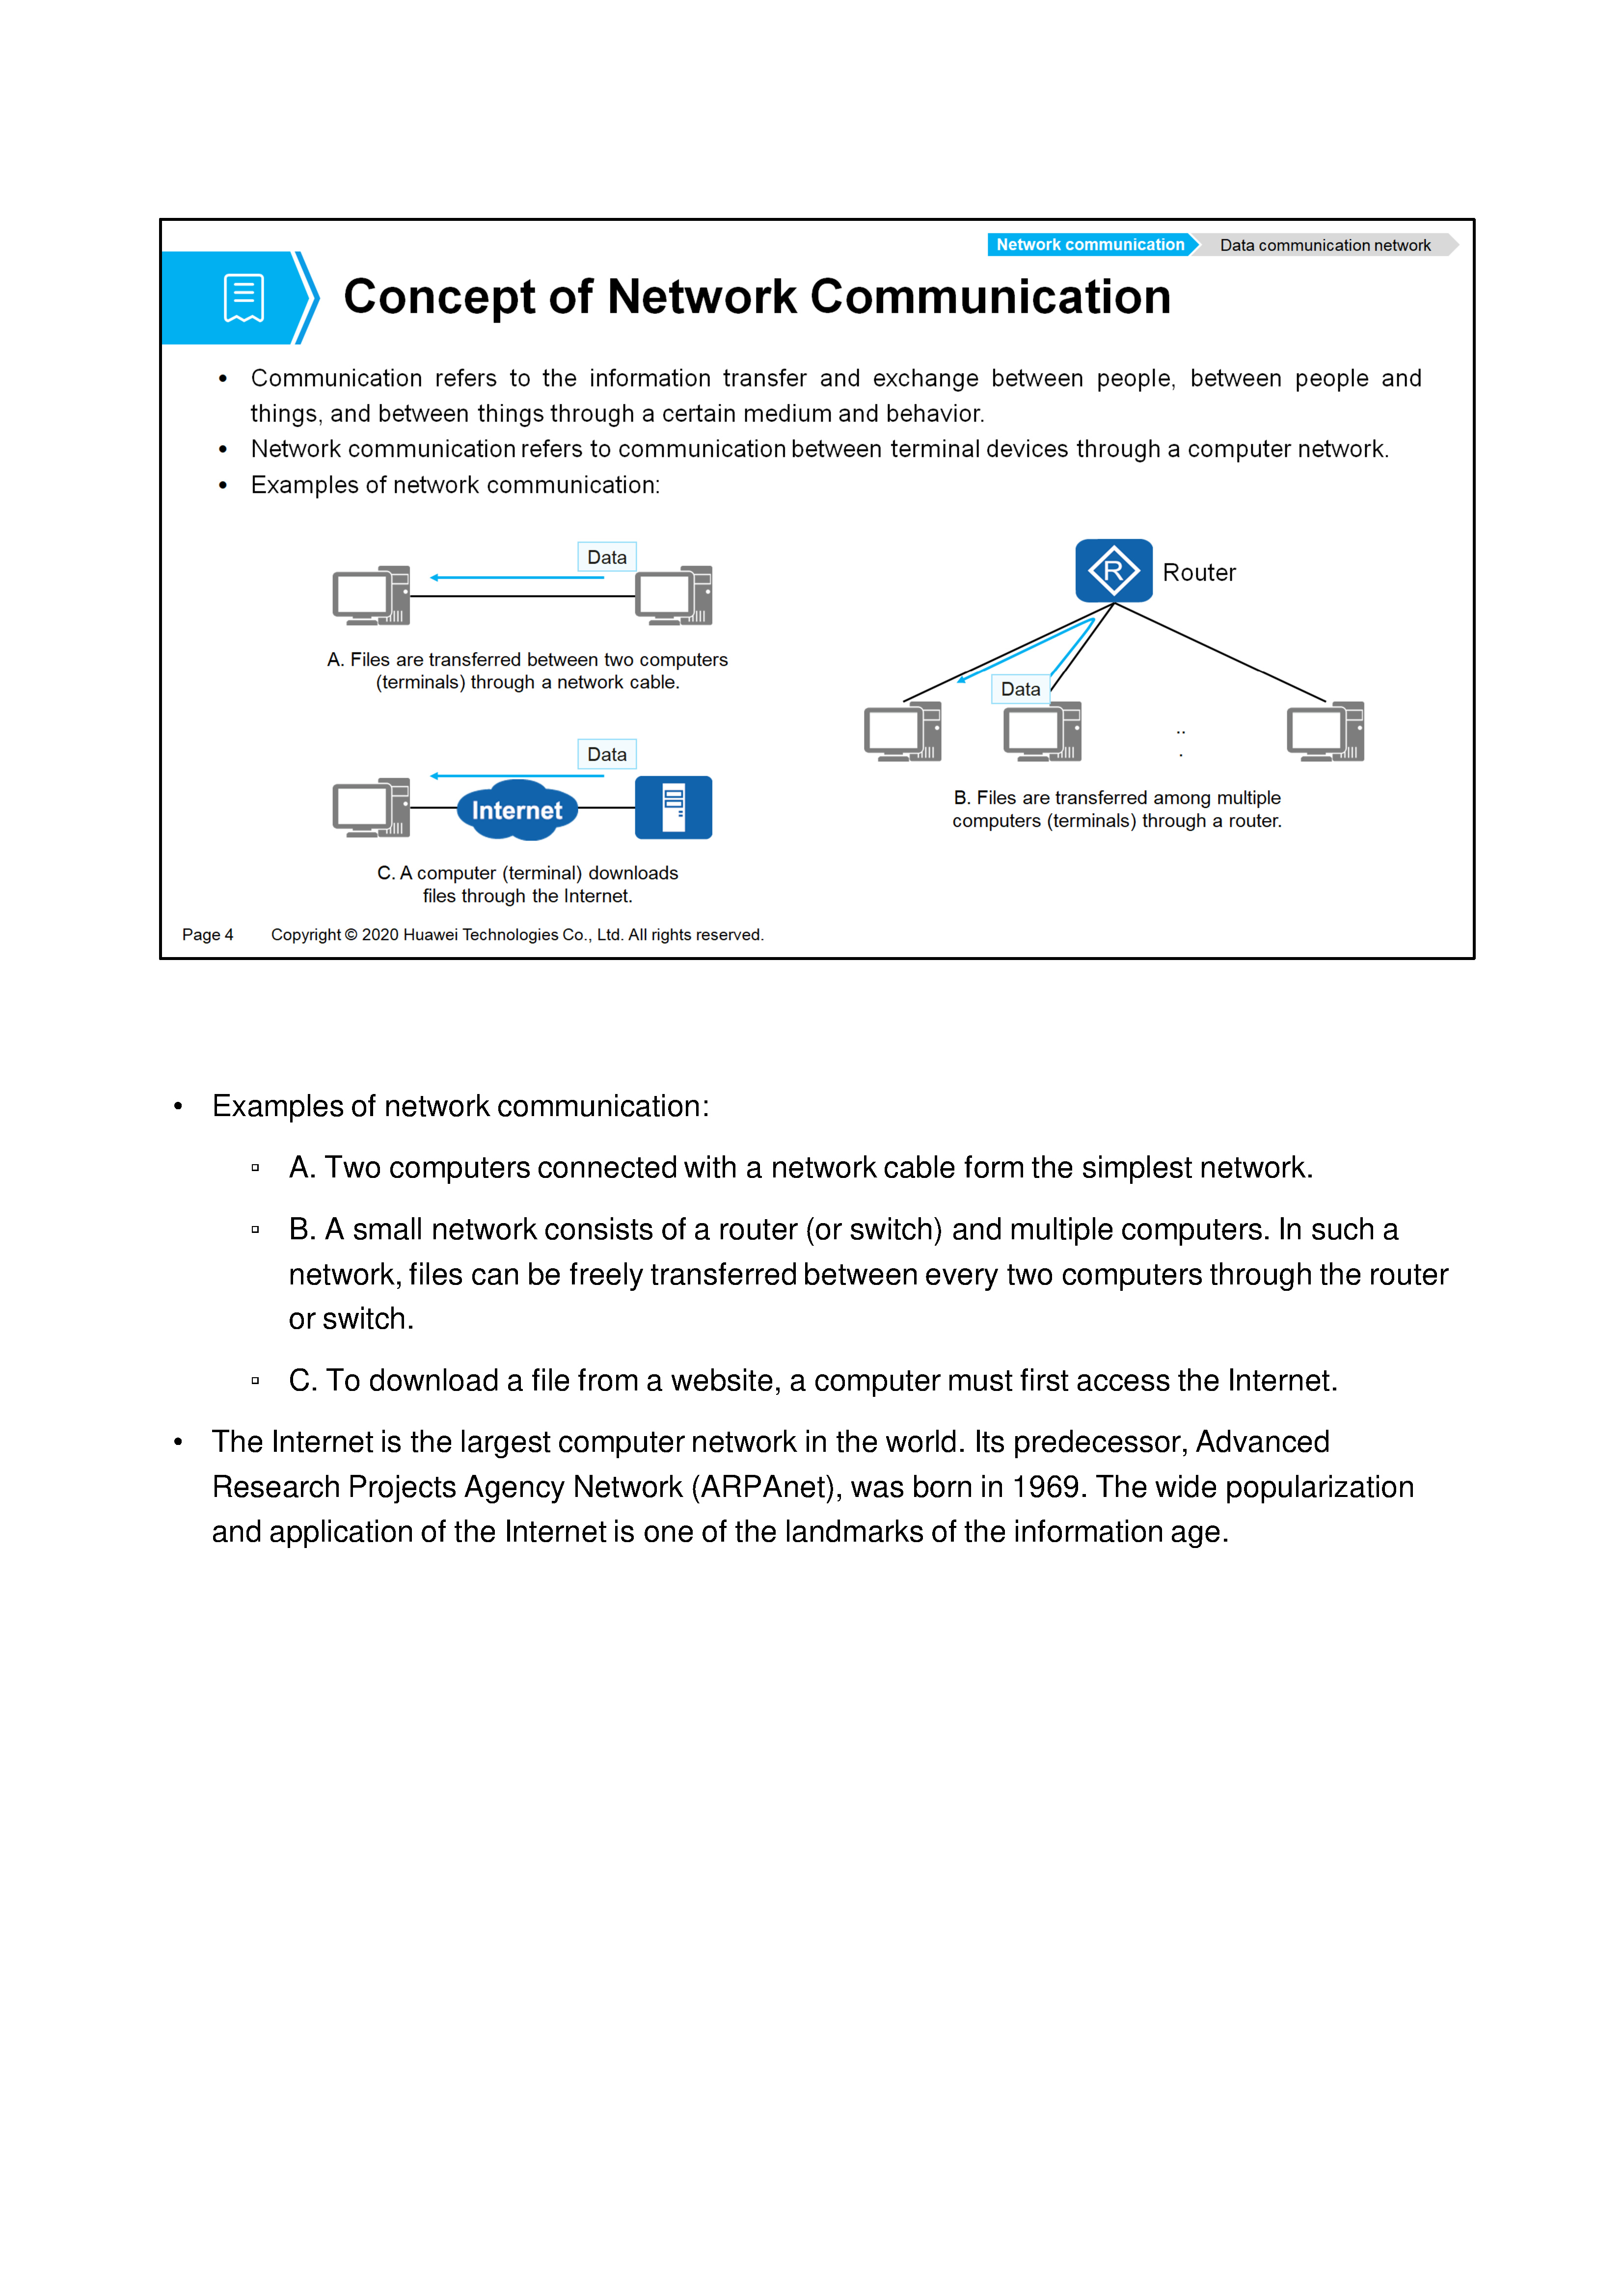 Network communication
Data communication network
Concept of Network Communication
• Communication refers to the information transfer and exchange between people, between people and
things, and between things through a certain medium and behavior.
• Network communication refers to communication between terminal devices through a computer network.
• Examples of network communication:
Data
A. Files are transferred between two computers
(terminals) through a network cable.
R
Router
Data
..
.
B. Files are transferred among multiple
computers (terminals) through a router.
Data
Internet
C. A computer (terminal) downloads
files through the Internet.
Page 4
Copyright © 2020 Huawei Technologies Co., Ltd. All rights reserved.
• Examples of network communication:
▫ A. Two computers connected with a network cable form the simplest network.
▫ B. A small network consists of a router (or switch) and multiple computers. In such a
network, files can be freely transferred between every two computers through the router
or switch.
▫ C. To download a file from a website, a computer must first access the Internet.
• The Internet is the largest computer network in the world. Its predecessor, Advanced
Research Projects Agency Network (ARPAnet), was born in 1969. The wide popularization
and application of the Internet is one of the landmarks of the information age.